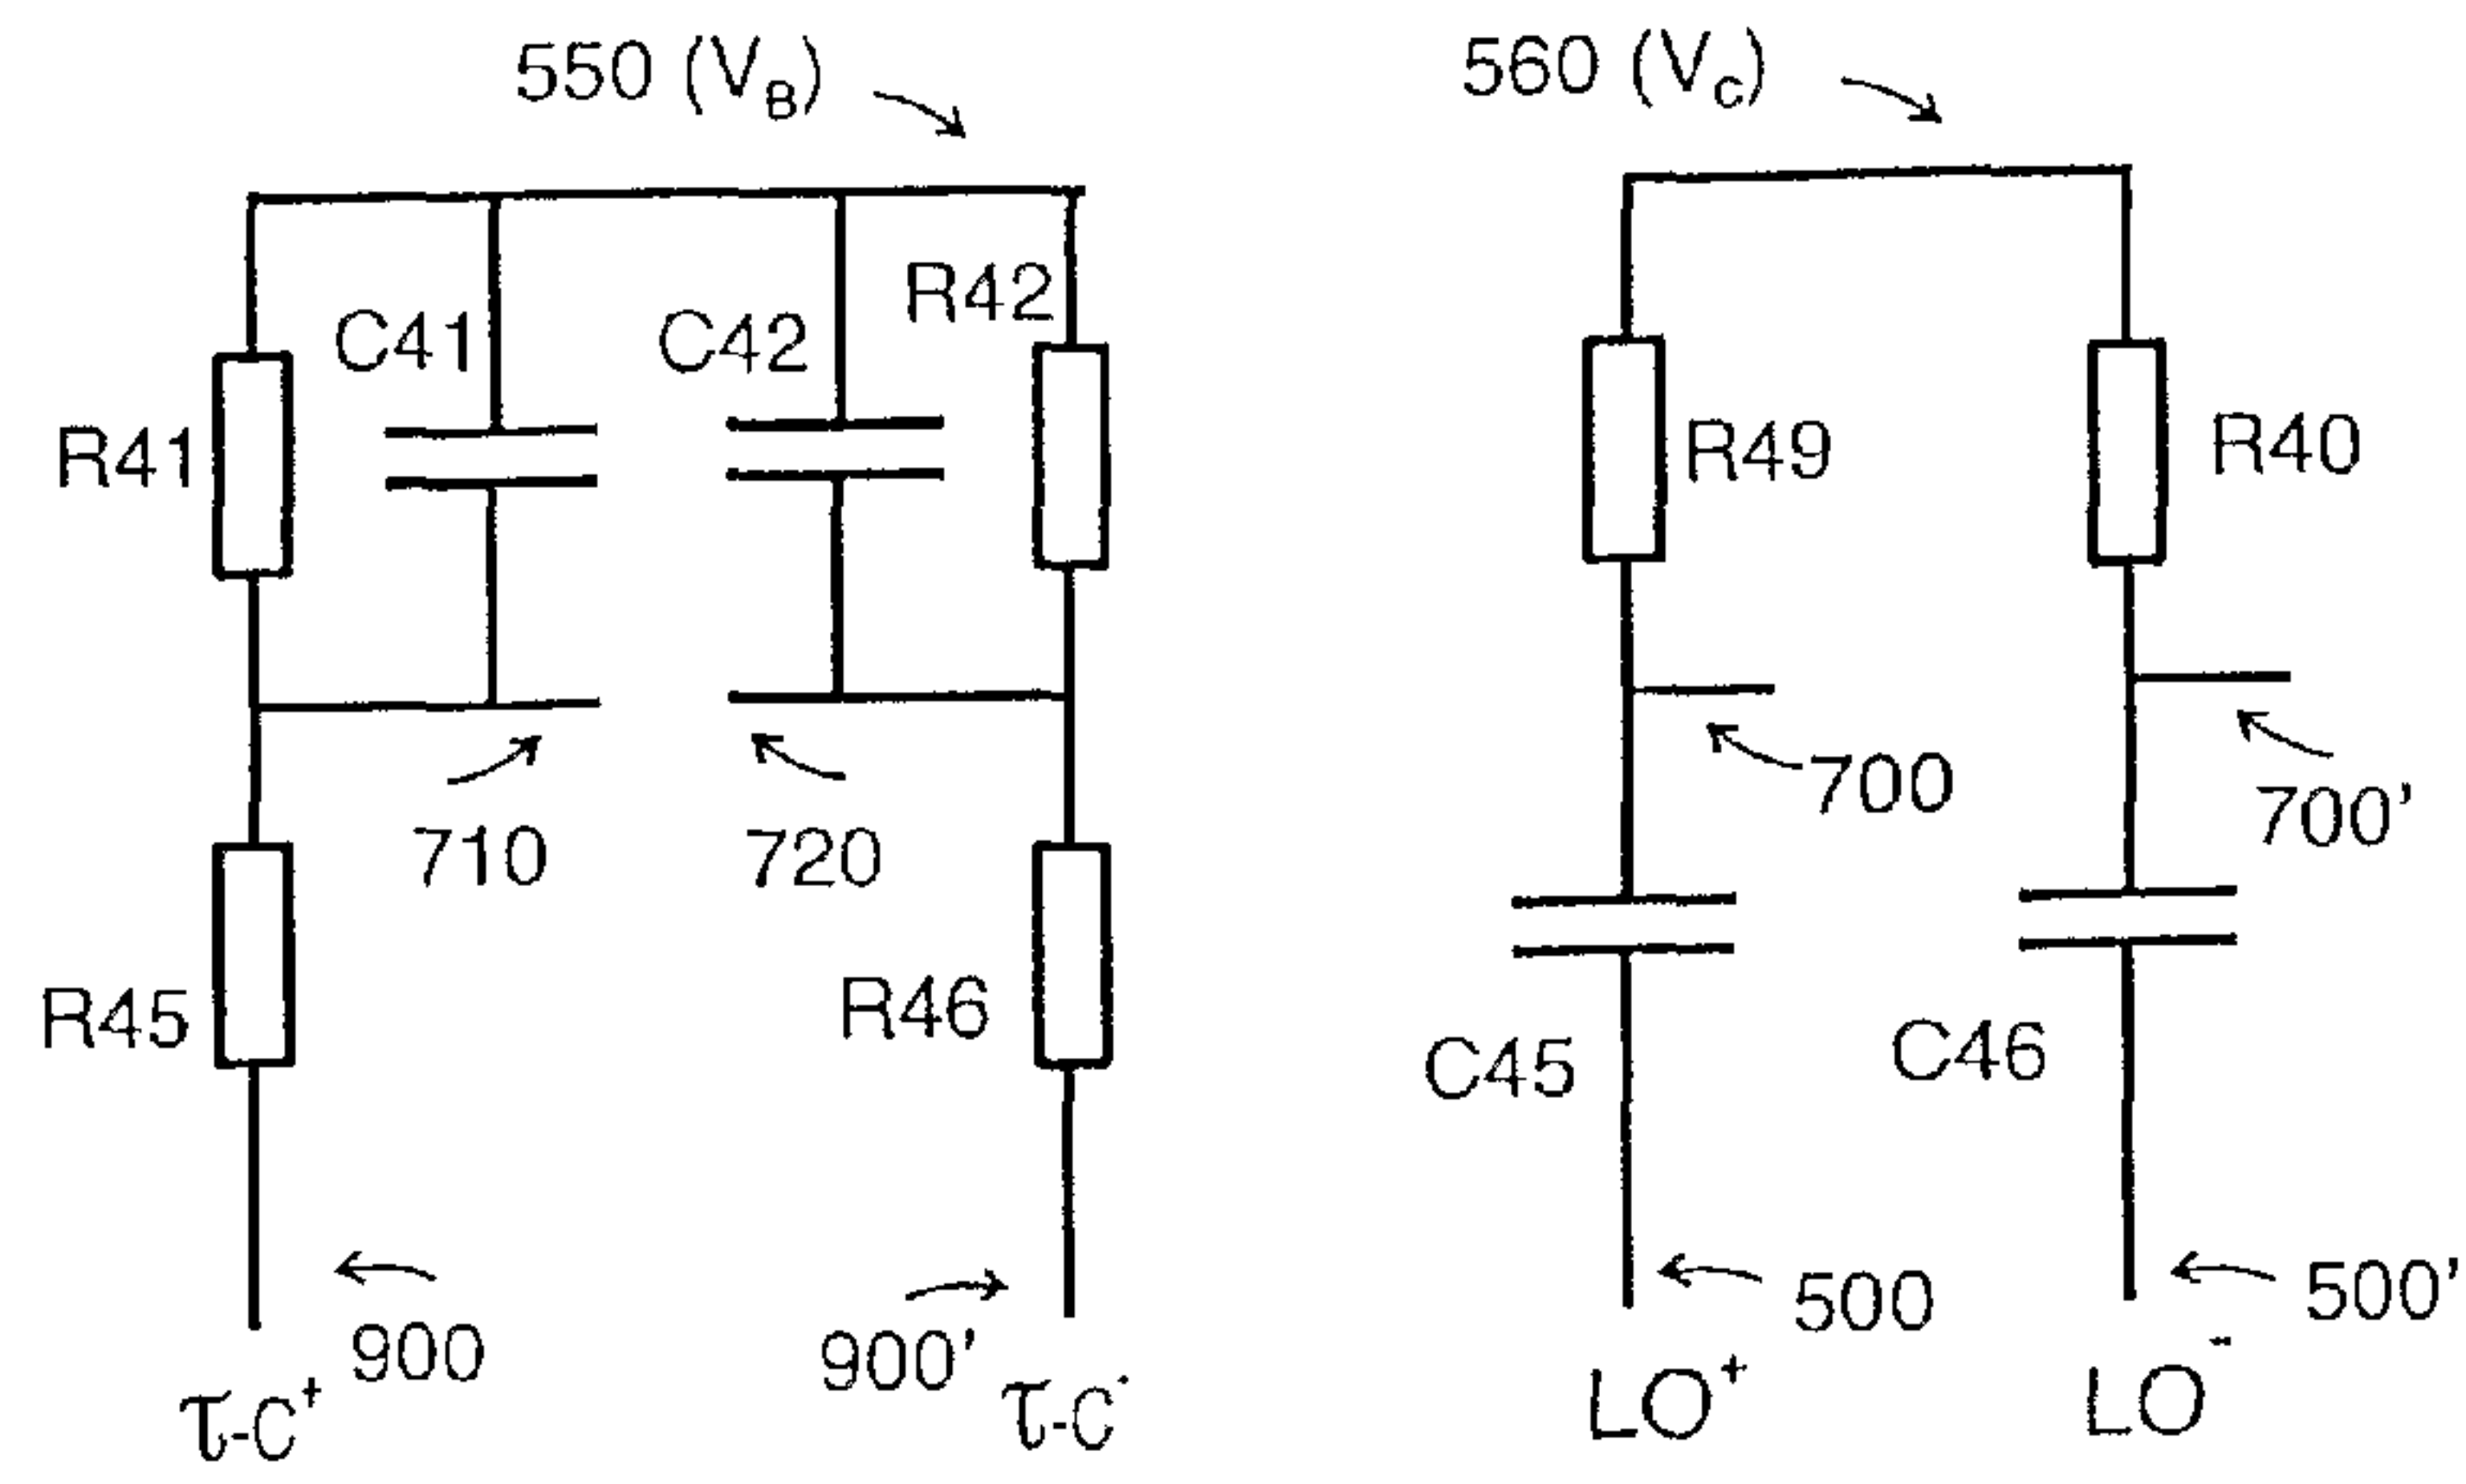 550 (VB)
560 (Vc)
R42
C41
C42
R41
R49
R40
700
700'
710
720
R45
R46
C45
C46
900
900'
500
500'
τ-C+
τ-C-
LO+
LO-